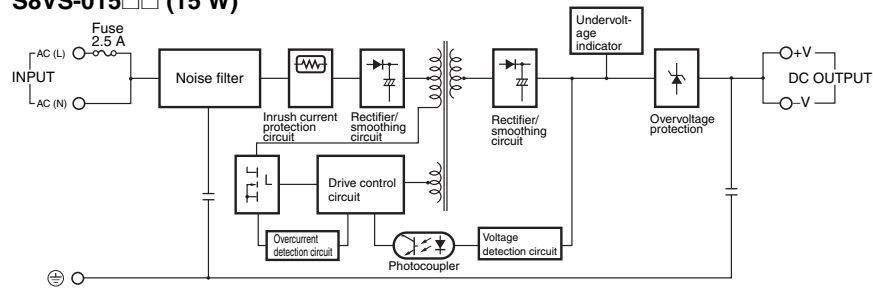 S8VS-015□□ (15 W)
Fuse
2.5 A
AC (L)
INPUT
AC (N)
Noise filter
Inrush current
protection
circuit
Rectifier/
smoothing
circuit
Rectifier/
smoothing
circuit
Undervolt-
age
indicator
Overvoltage
protection
+V
DC OUTPUT
–V
Drive control
circuit
Overcurrent
detection circuit
Photocoupler
Voltage
detection circuit